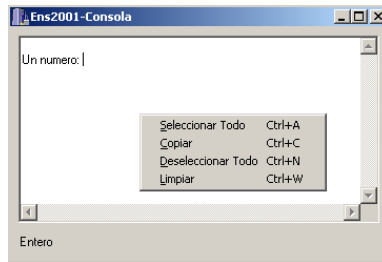 Ens2001-Consola
Un numero:
Seleccionar Todo Ctrl+A
Copiar Ctrl+C
Deseleccionar Todo Ctrl+N
Limpiar Ctrl+W
Entero